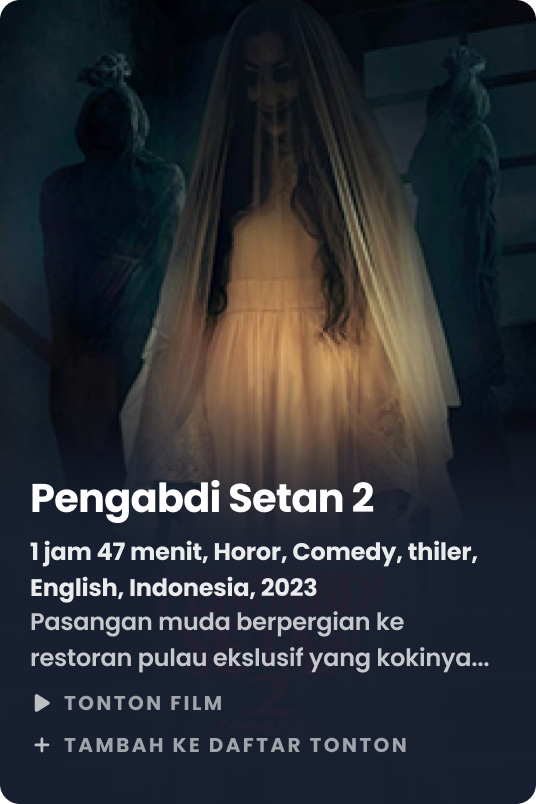 Pengabdi Setan 2
1 jam 47 menit, Horor, Comedy, thiler,
English, Indonesia, 2023
Pasangan muda berpergian ke
restoran pulau ekslusif yang kokinya...
TONTON FILM
TAMBAH KE DAFTAR TONTON